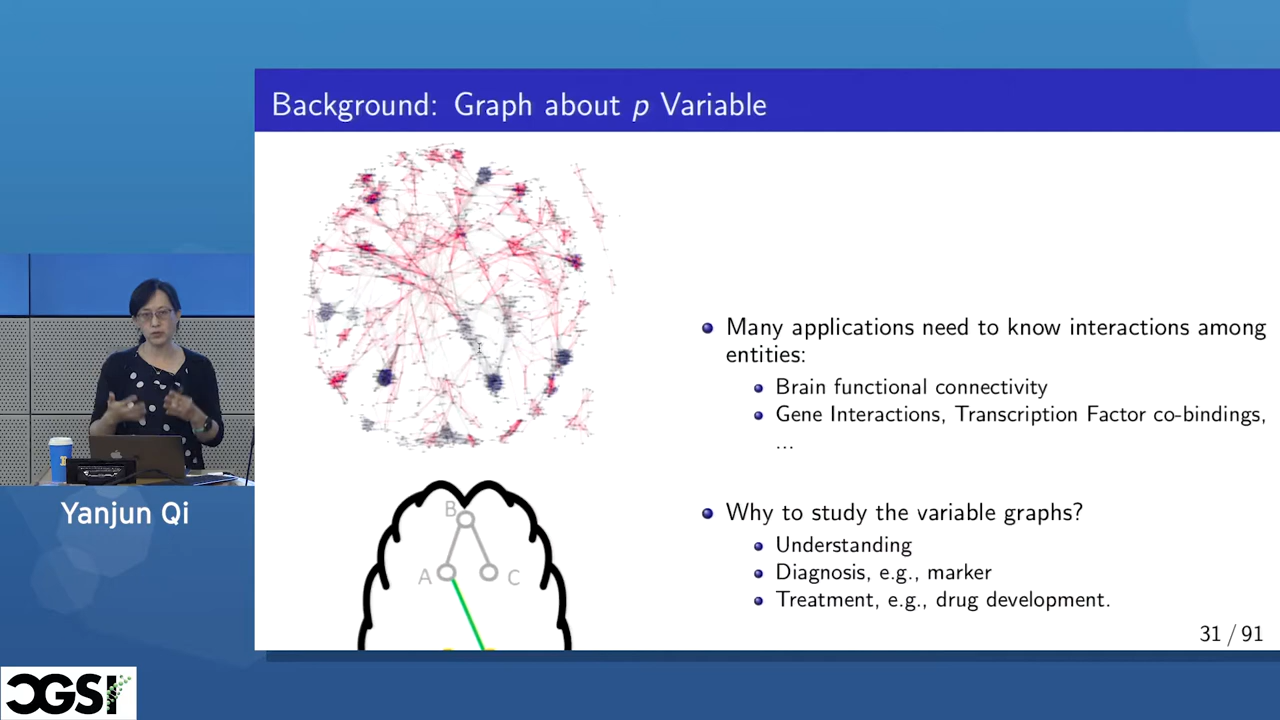 Background: Graph about p Variable
Many applications need to know interactions among
entities:
Brain functional connectivity
Gene Interactions, Transcription Factor co-bindings,
...
B
A
C
Why to study the variable graphs?
Understanding
Diagnosis, e.g., marker
Treatment, e.g., drug development.
31 / 91
Yanjun Qi
CGSI